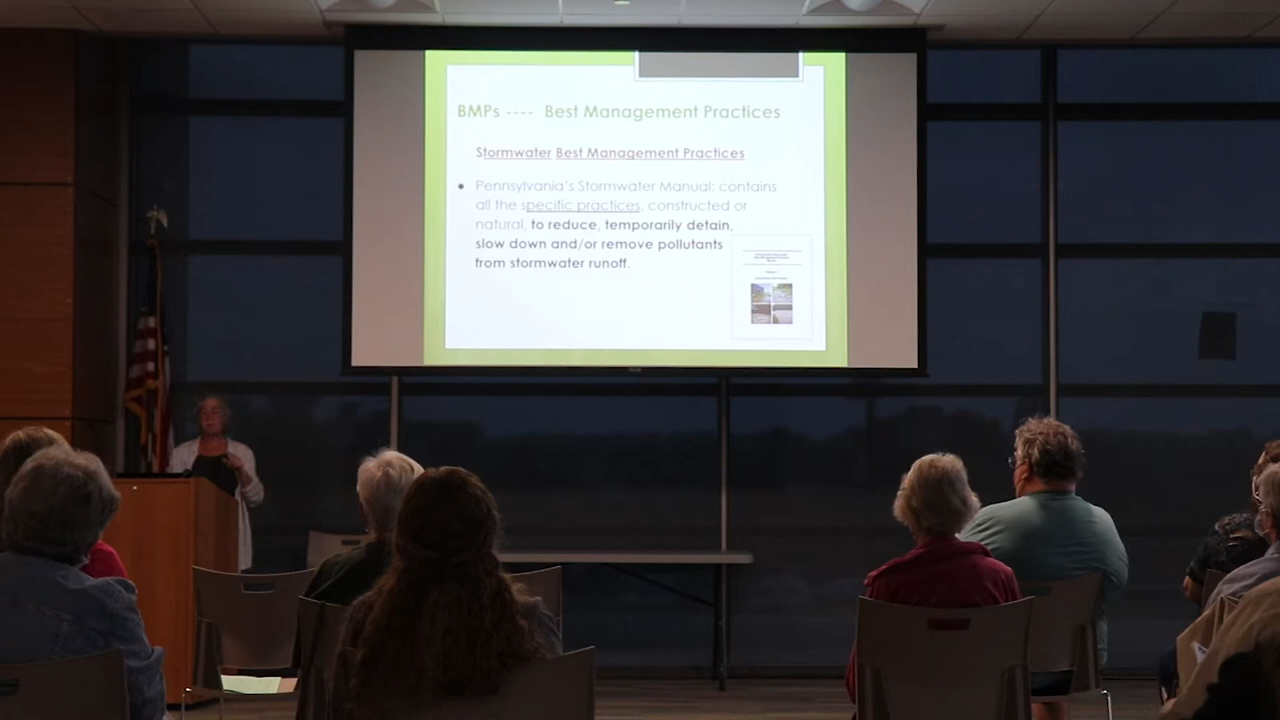 BMPs ---- Best Management Practices
Stormwater Best Management Practices
• Pennsylvania's Stormwater Manual: contains
all the specific practices, constructed or
natural, to reduce, temporarily detain,
slow down and/or remove pollutants
from stormwater runoff.